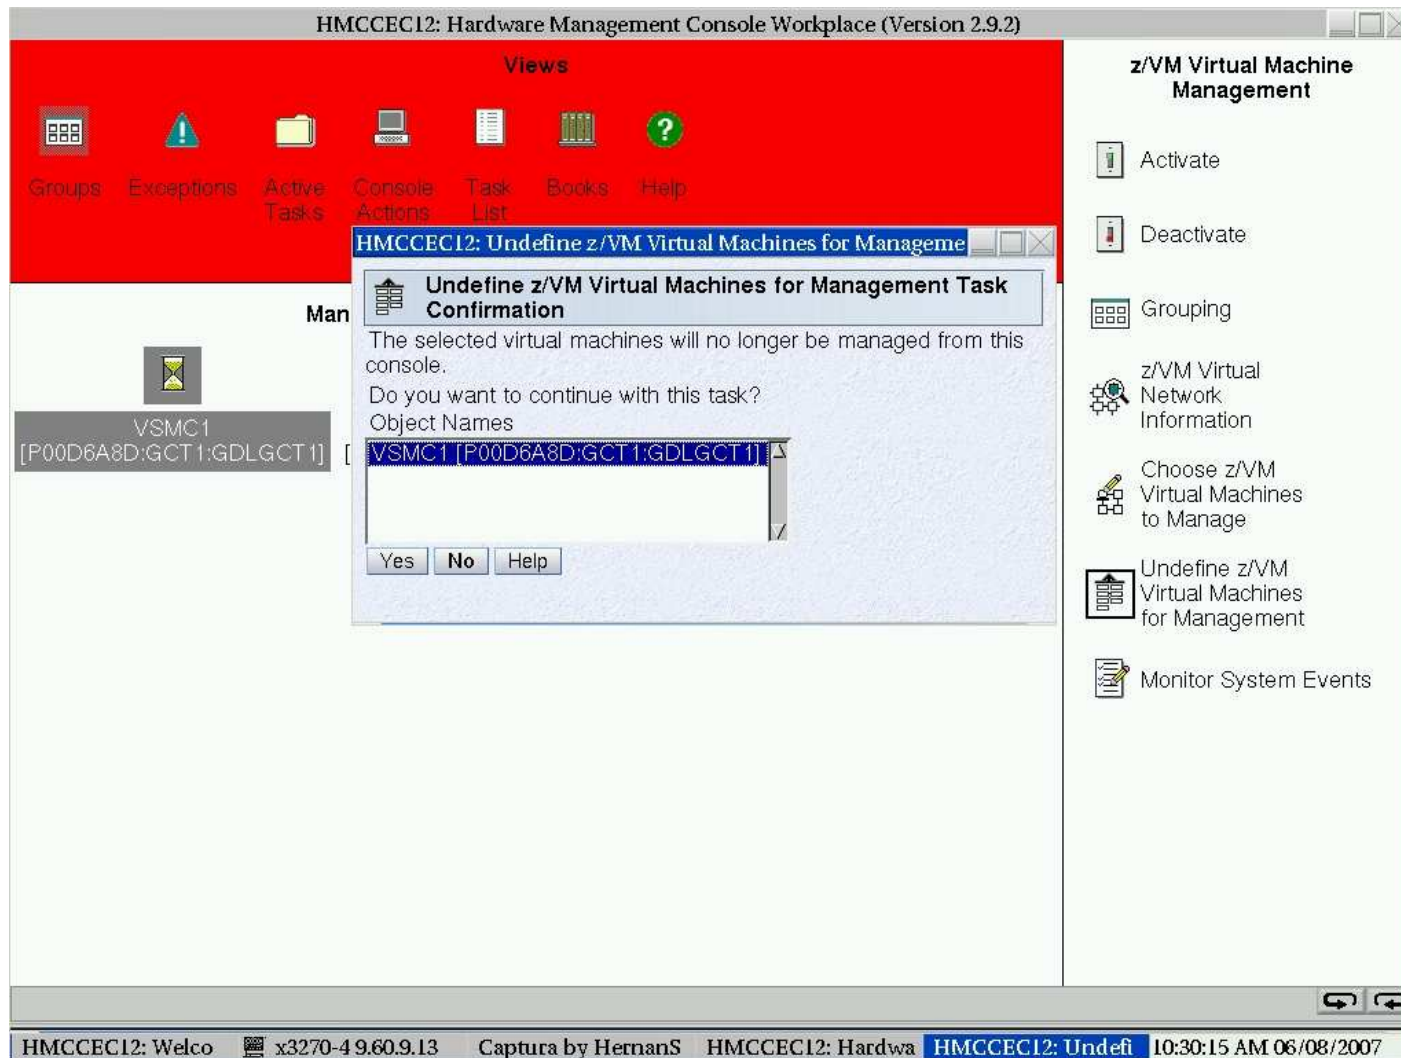 HMCCEC12: Hardware Management Console Workplace (Version 2.9.2)
Views
Groups
Exceptions
Active
Tasks
Console
Actions
Task
List
Books
Help
Man
VSMC1
[P00D6A8D:GCT1:GDLGCT1]
[
HMCCEC12: Undefine z/VM Virtual Machines for Manageme
Undefine z/VM Virtual Machines for Management Task
Confirmation
The selected virtual machines will no longer be managed from this
console.
Do you want to continue with this task?
Object Names
VSMC1 [P00D6A8D:GCT1:GDLGCT1]
Yes
No
Help
z/VM Virtual Machine
Management
Activate
Deactivate
Grouping
z/VM Virtual
Network
Information
Choose z/VM
Virtual Machines
to Manage
Undefine z/VM
Virtual Machines
for Management
Monitor System Events
HMCCEC12: Welco
x3270-4 9.60.9.13
Captura by HernanS
HMCCEC12: Hardwa
HMCCEC12: Undefi
10:30:15 AM 06/08/2007